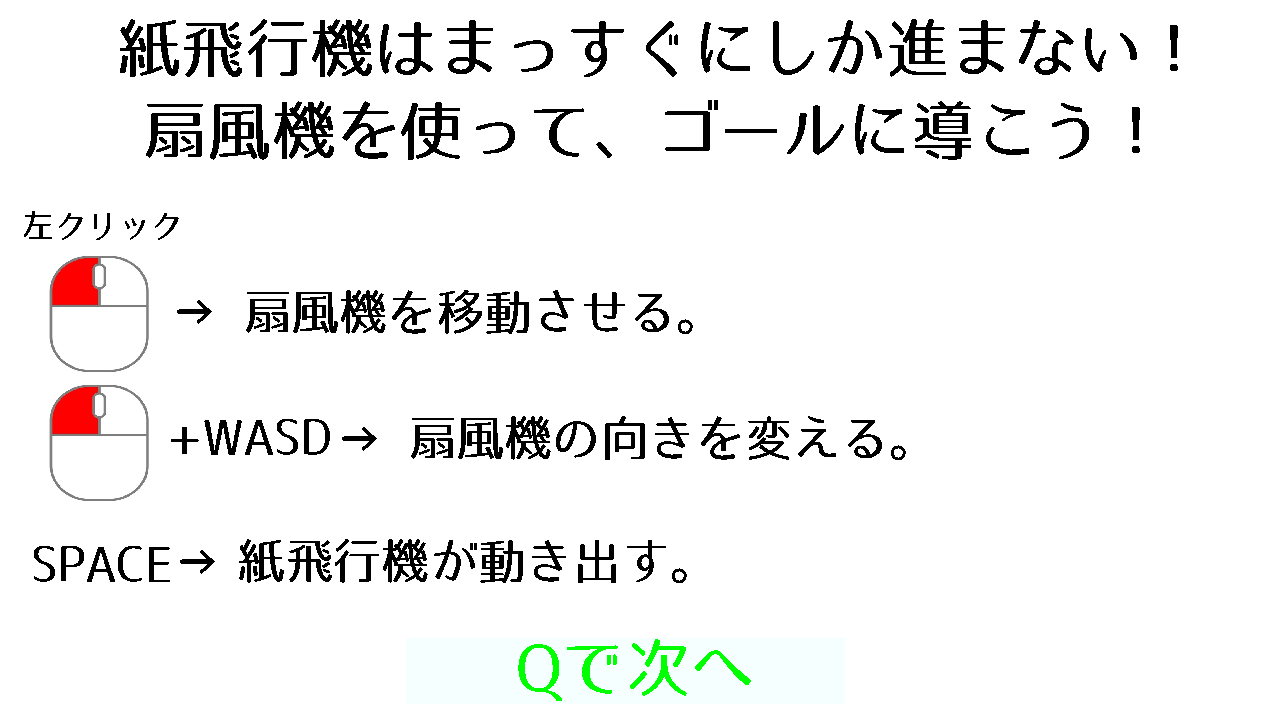 紙飛行機はまっすぐにしか進まない！
扇風機を使って、ゴールに導こう！
左クリック
→ 扇風機を移動させる。
+WASD→ 扇風機の向きを変える。
SPACE→ 紙飛行機が動き出す。
Qで次へ